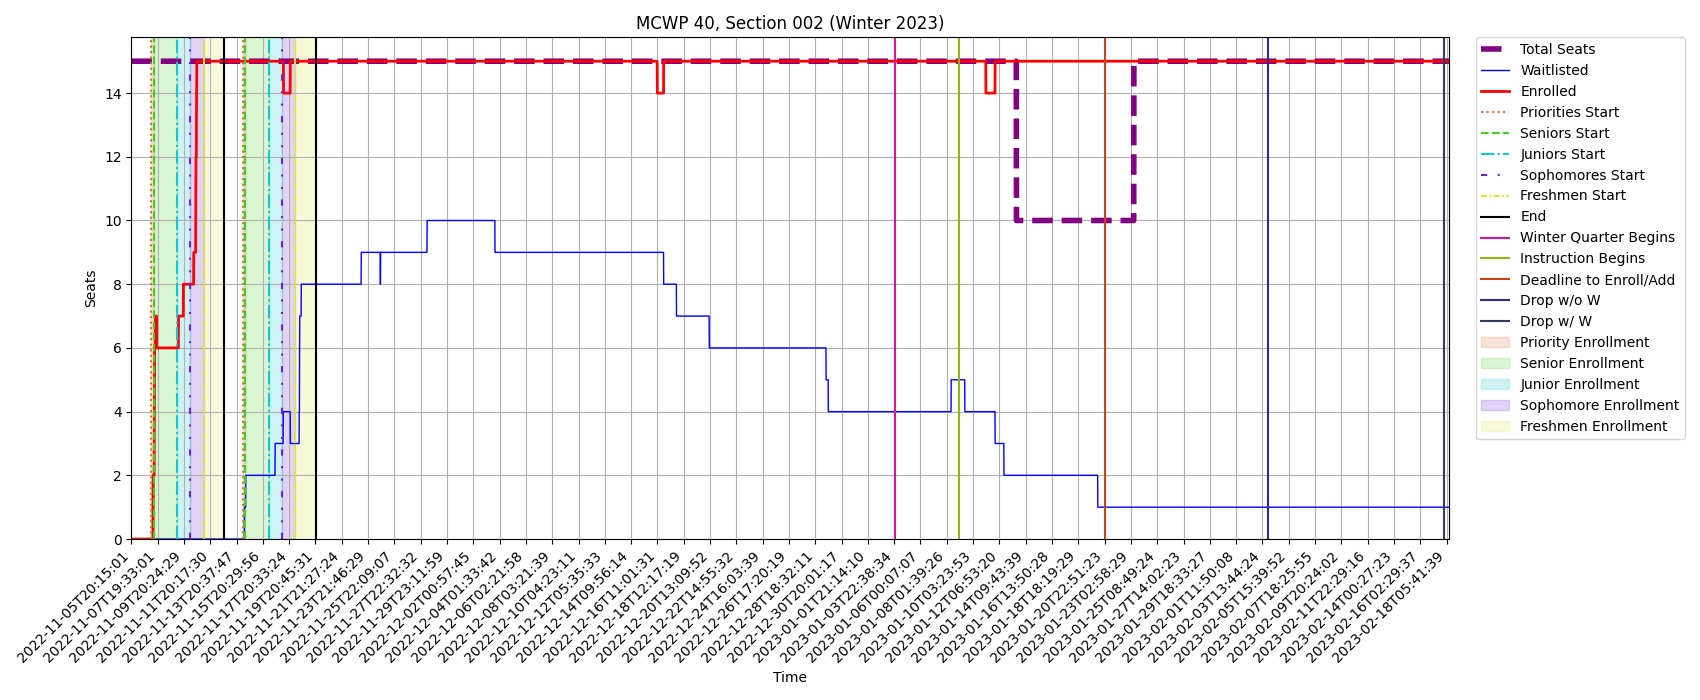 MCWP 40, Section 002 (Winter 2023)
Seats
14
12
10
8
6
4
2
0
2022-11-05T20:15:01
2022-11-07T19:33:01
2022-11-09T20:24:29
2022-11-11T20:17:30
2022-11-13T20:37:47
2022-11-15T20:29:56
2022-11-17T20:33:24
2022-11-19T20:45:31
2022-11-21T21:27:24
2022-11-23T21:46:29
2022-11-25T22:09:07
2022-11-27T22:32:32
2022-11-29T23:11:59
2022-12-04T00:57:45
2022-12-04T01:33:42
2022-12-06T02:21:58
2022-12-08T03:21:39
2022-12-10T04:23:11
2022-12-12T05:35:33
2022-12-14T09:56:14
2022-12-16T11:01:31
2022-12-18T12:17:19
2022-12-20T13:09:52
2022-12-22T14:55:32
2022-12-24T16:03:39
2022-12-26T17:20:19
2022-12-28T18:32:11
2022-12-30T20:01:17
2023-01-01T21:14:10
2023-01-03T22:38:34
2023-01-06T00:07:07
2023-01-08T01:39:26
2023-01-10T03:23:53
2023-01-12T06:53:20
2023-01-14T09:43:39
2023-01-16T13:50:28
2023-01-18T18:19:29
2023-01-20T22:51:23
2023-01-23T02:58:29
2023-01-25T08:49:24
2023-01-27T14:02:23
2023-01-29T18:33:27
2023-02-01T11:50:08
2023-02-03T13:44:24
2023-02-05T15:39:52
2023-02-07T18:25:55
2023-02-09T20:24:02
2023-02-11T22:29:16
2023-02-14T00:27:23
2023-02-16T02:29:37
2023-02-18T05:41:39
Time
Total Seats
Waitlisted
Enrolled
Priorities Start
Seniors Start
Juniors Start
Sophomores Start
Freshmen Start
End
Winter Quarter Begins
Instruction Begins
Deadline to Enroll/Add
Drop w/o W
Drop w/ W
Priority Enrollment
Senior Enrollment
Junior Enrollment
Sophomore Enrollment
Freshmen Enrollment